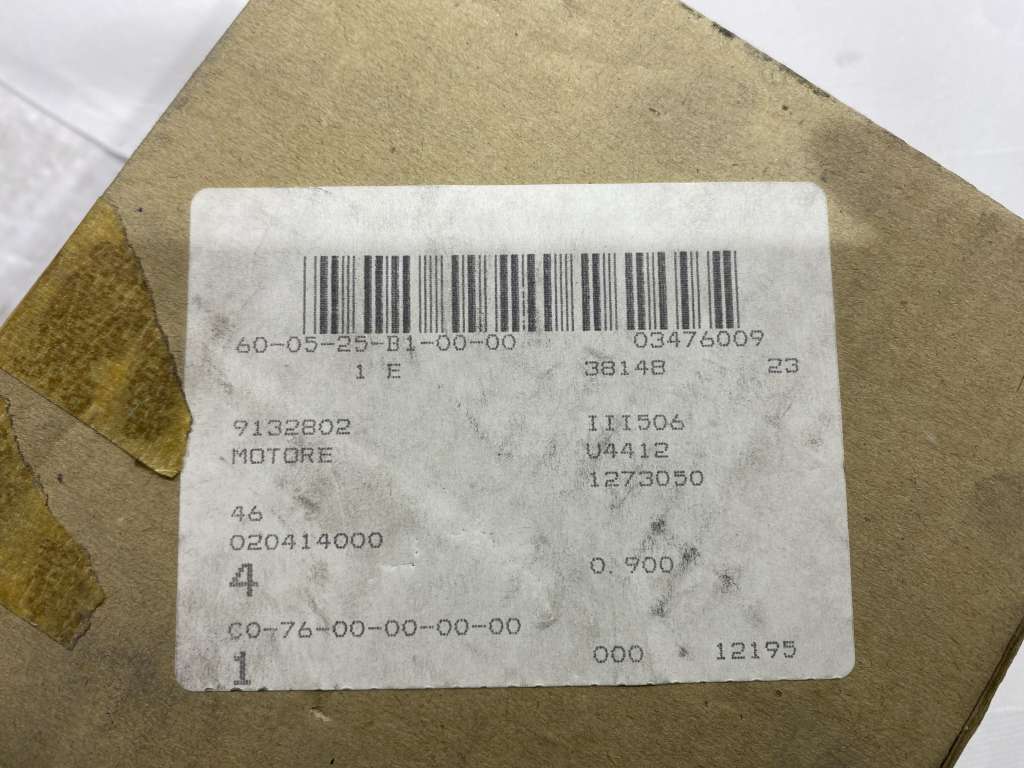 60-05-25-B1-00-00 03476009
1 E 38148 23
9132802 III506
MOTORE U4412
1273050
46
020414000
4 0.900
C0-76-00-00-00-00
1 000 12195